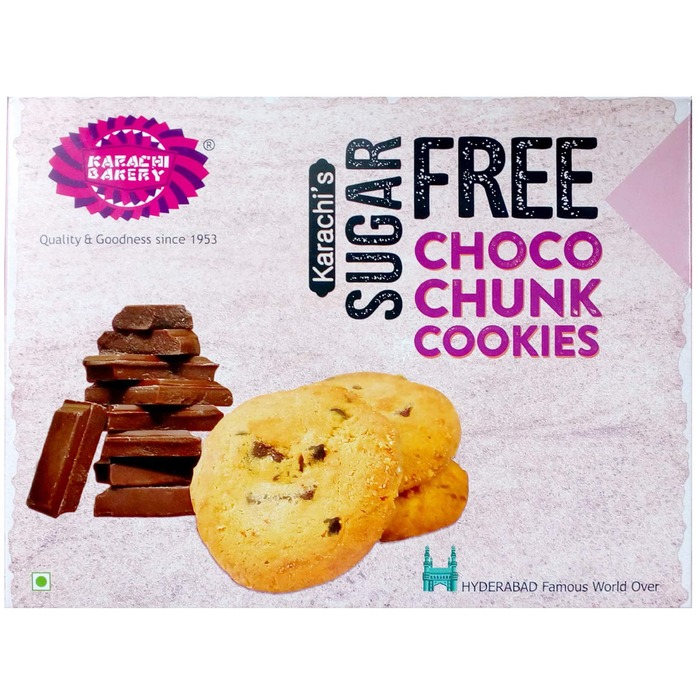 KARACHI
BAKERY
®
Quality & Goodness since 1953
Karachi's
SUGAR
FREE
CHOCO
CHUNK
COOKIES
HYDERABAD Famous World Over